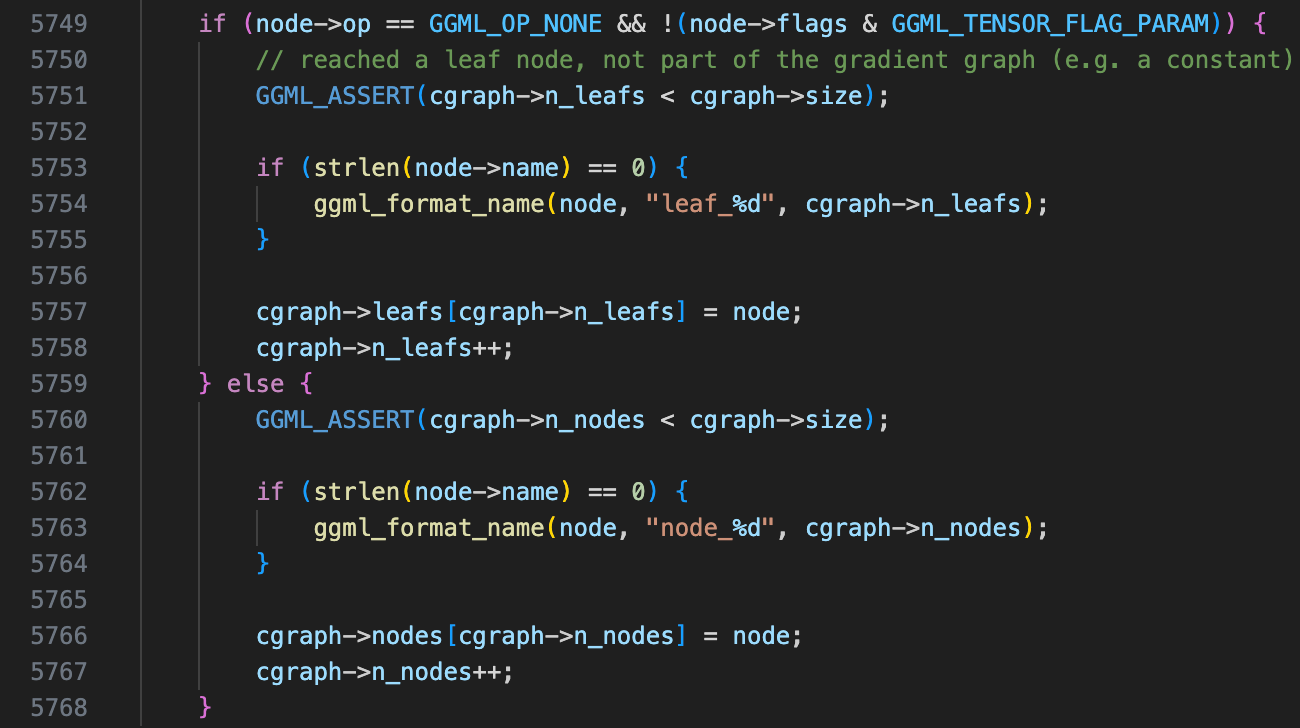 5749 if (node->op == GGML_OP_NONE && !(node->flags & GGML_TENSOR_FLAG_PARAM)) {
5750 // reached a leaf node, not part of the gradient graph (e.g. a constant)
5751 GGML_ASSERT(cgraph->n_leafs < cgraph->size);
5752
5753 if (strlen(node->name) == 0) {
5754 ggml_format_name(node, "leaf_%d", cgraph->n_leafs);
5755 }
5756
5757 cgraph->leafs[cgraph->n_leafs] = node;
5758 cgraph->n_leafs++;
5759 } else {
5760 GGML_ASSERT(cgraph->n_nodes < cgraph->size);
5761
5762 if (strlen(node->name) == 0) {
5763 ggml_format_name(node, "node_%d", cgraph->n_nodes);
5764 }
5765
5766 cgraph->nodes[cgraph->n_nodes] = node;
5767 cgraph->n_nodes++;
5768 }